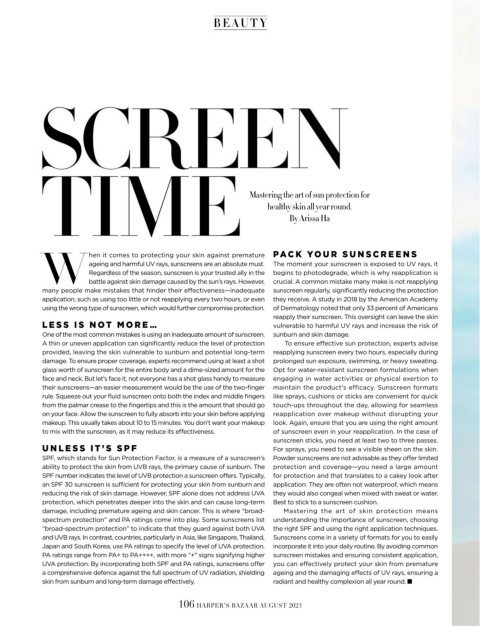 BEAUTY
SCREEN
TIME
Mastering the art of sun protection for
healthy skin all year round.
By Arissa Ha
When it comes to protecting your skin against premature
ageing and harmful UV rays, sunscreens are an absolute must.
Regardless of the season, sunscreen is your trusted ally in the
battle against skin damage caused by the sun's rays. However,
many people make mistakes that hinder their effectiveness—inadequate
application, such as using too little or not reapplying every two hours, or even
using the wrong type of sunscreen, which would further compromise protection.
LESS IS NOT MORE…
One of the most common mistakes is using an inadequate amount of sunscreen.
A thin or uneven application can significantly reduce the level of protection
provided, leaving the skin vulnerable to sunburn and potential long-term
damage. To ensure proper coverage, experts recommend using at least a shot
glass worth of sunscreen for the entire body and a dime-sized amount for the
face and neck. But let's face it, not everyone has a shot glass handy to measure
their sunscreens—an easier measurement would be the use of the two-finger
rule. Squeeze out your fluid sunscreen onto both the index and middle fingers
from the palmar crease to the fingertips and this is the amount that should go
on your face. Allow the sunscreen to fully absorb into your skin before applying
makeup. This usually takes about 10 to 15 minutes. You don't want your makeup
to mix with the sunscreen, as it may reduce its effectiveness.
UNLESS IT'S SPF
SPF, which stands for Sun Protection Factor, is a measure of a sunscreen's
ability to protect the skin from UVB rays, the primary cause of sunburn. The
SPF number indicates the level of UVB protection a sunscreen offers. Typically,
an SPF 30 sunscreen is sufficient for protecting your skin from sunburn and
reducing the risk of skin damage. However, SPF alone does not address UVA
protection, which penetrates deeper into the skin and can cause long-term
damage, including premature ageing and skin cancer. This is where "broad-
spectrum protection" and PA ratings come into play. Some sunscreens list
"broad-spectrum protection" to indicate that they guard against both UVA
and UVB rays. In contrast, countries, particularly in Asia, like Singapore, Thailand,
Japan and South Korea, use PA ratings to specify the level of UVA protection.
PA ratings range from PA+ to PA++++, with more "+" signs signifying higher
UVA protection. By incorporating both SPF and PA ratings, sunscreens offer
a comprehensive defence against the full spectrum of UV radiation, shielding
skin from sunburn and long-term damage effectively.
PACK YOUR SUNSCREENS
The moment your sunscreen is exposed to UV rays, it
begins to photodegrade, which is why reapplication is
crucial. A common mistake many make is not reapplying
sunscreen regularly, significantly reducing the protection
they receive. A study in 2018 by the American Academy
of Dermatology noted that only 33 percent of Americans
reapply their sunscreen. This oversight can leave the skin
vulnerable to harmful UV rays and increase the risk of
sunburn and skin damage.
To ensure effective sun protection, experts advise
reapplying sunscreen every two hours, especially during
prolonged sun exposure, swimming, or heavy sweating.
Opt for water-resistant sunscreen formulations when
engaging in water activities or physical exertion to
maintain the product's efficacy. Sunscreen formats
like sprays, cushions or sticks are convenient for quick
touch-ups throughout the day, allowing for seamless
reapplication over makeup without disrupting your
look. Again, ensure that you are using the right amount
of sunscreen even in your reapplication. In the case of
sunscreen sticks, you need at least two to three passes.
For sprays, you need to see a visible sheen on the skin.
Powder sunscreens are not advisable as they offer limited
protection and coverage—you need a large amount
for protection and that translates to a cakey look after
application. They are often not waterproof, which means
they would also congeal when mixed with sweat or water.
Best to stick to a sunscreen cushion.
Mastering the art of skin protection means
understanding the importance of sunscreen, choosing
the right SPF and using the right application techniques.
Sunscreens come in a variety of formats for you to easily
incorporate it into your daily routine. By avoiding common
sunscreen mistakes and ensuring consistent application,
you can effectively protect your skin from premature
ageing and the damaging effects of UV rays, ensuring a
radiant and healthy complexion all year round. ■
106 HARPER'S BAZAAR AUGUST 2023